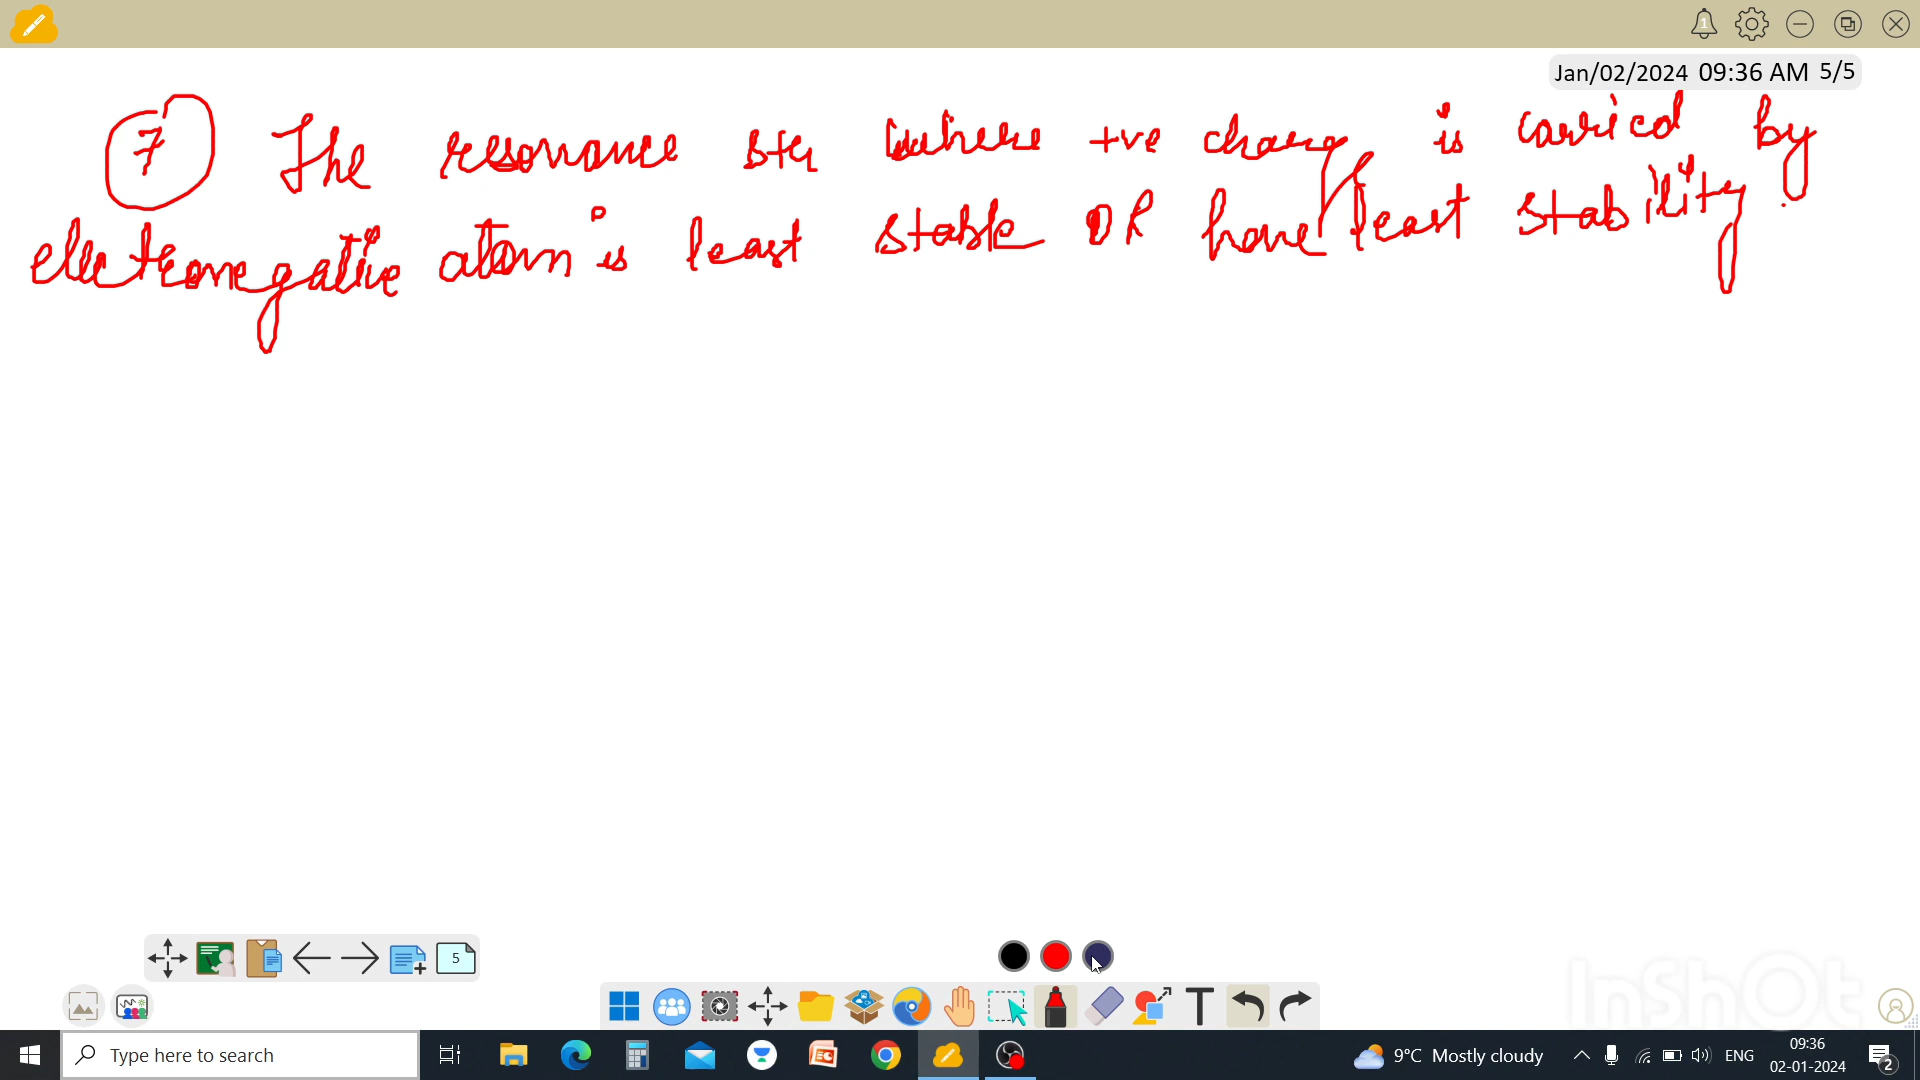 Jan/02/2024 09:36 AM 5/5
7 The resonance str where +ve charge is carried by
electronegative atom is least stable OR have least stability.
5
InShOt
Type here to search
9°C Mostly cloudy
ENG
09:36
02-01-2024
2